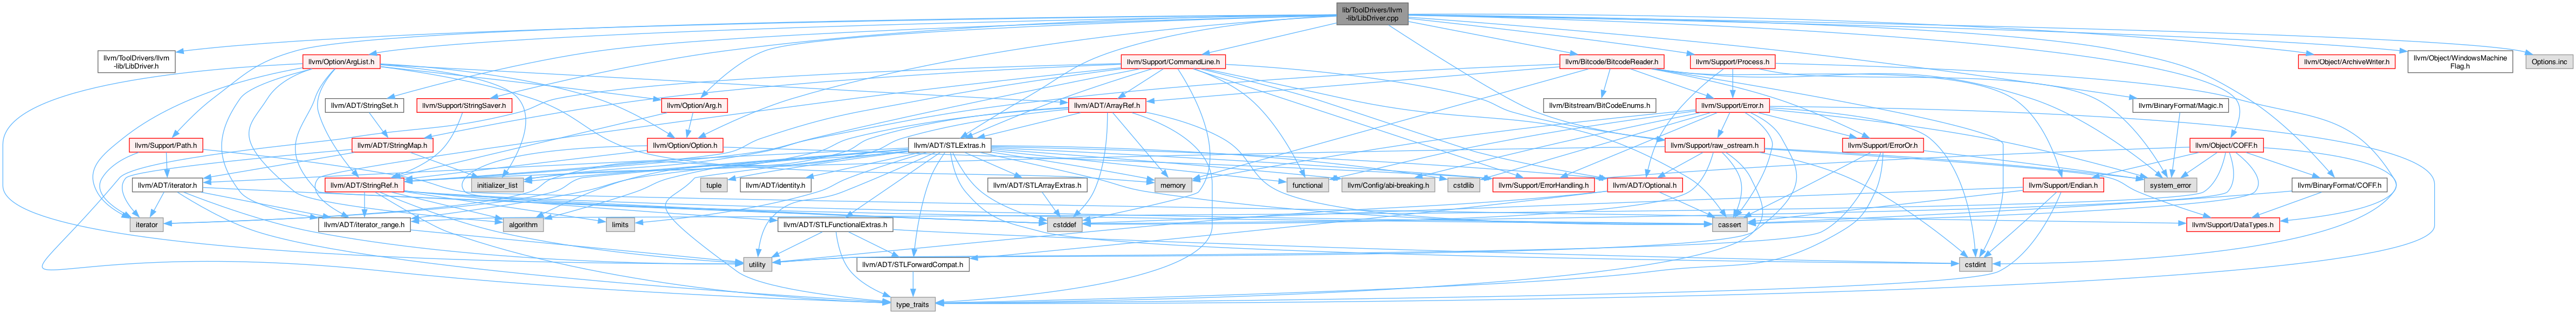 lib/ToolDrivers/llvm
-lib/LibDriver.cpp
llvm/ToolDrivers/llvm
-lib/LibDriver.h
llvm/Option/ArgList.h
llvm/Support/CommandLine.h
llvm/Bitcode/BitcodeReader.h
llvm/Support/Process.h
llvm/Object/ArchiveWriter.h
llvm/Object/WindowsMachine
Flag.h
Options.inc
llvm/ADT/StringSet.h
llvm/Support/StringSaver.h
llvm/Option/Arg.h
llvm/ADT/ArrayRef.h
llvm/Bitstream/BitCodeEnums.h
llvm/Support/Error.h
llvm/BinaryFormat/Magic.h
llvm/Support/Path.h
llvm/ADT/StringMap.h
llvm/Option/Option.h
llvm/ADT/STLExtras.h
llvm/Support/raw_ostream.h
llvm/Support/ErrorOr.h
llvm/Object/COFF.h
llvm/ADT/iterator.h
llvm/ADT/StringRef.h
initializer_list
tuple
llvm/ADT/identity.h
llvm/ADT/STLArrayExtras.h
memory
functional
llvm/Config/abi-breaking.h
cstdlib
llvm/Support/ErrorHandling.h
llvm/ADT/Optional.h
llvm/Support/Endian.h
system_error
llvm/BinaryFormat/COFF.h
iterator
llvm/ADT/iterator_range.h
algorithm
limits
llvm/ADT/STLFunctionalExtras.h
cstddef
cassert
llvm/Support/DataTypes.h
utility
llvm/ADT/STLForwardCompat.h
cstdint
type_traits